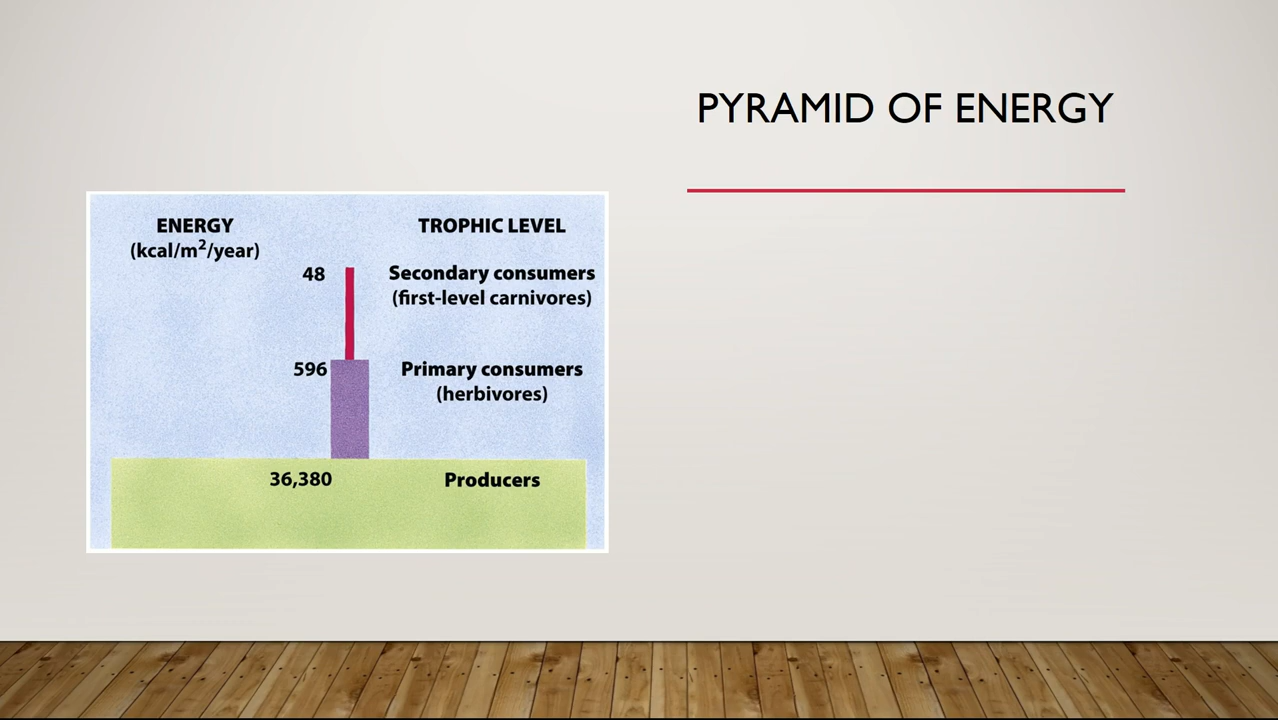 PYRAMID OF ENERGY
ENERGY
(kcal/m²/year)
TROPHIC LEVEL
48
Secondary consumers
(first-level carnivores)
596
Primary consumers
(herbivores)
36,380
Producers